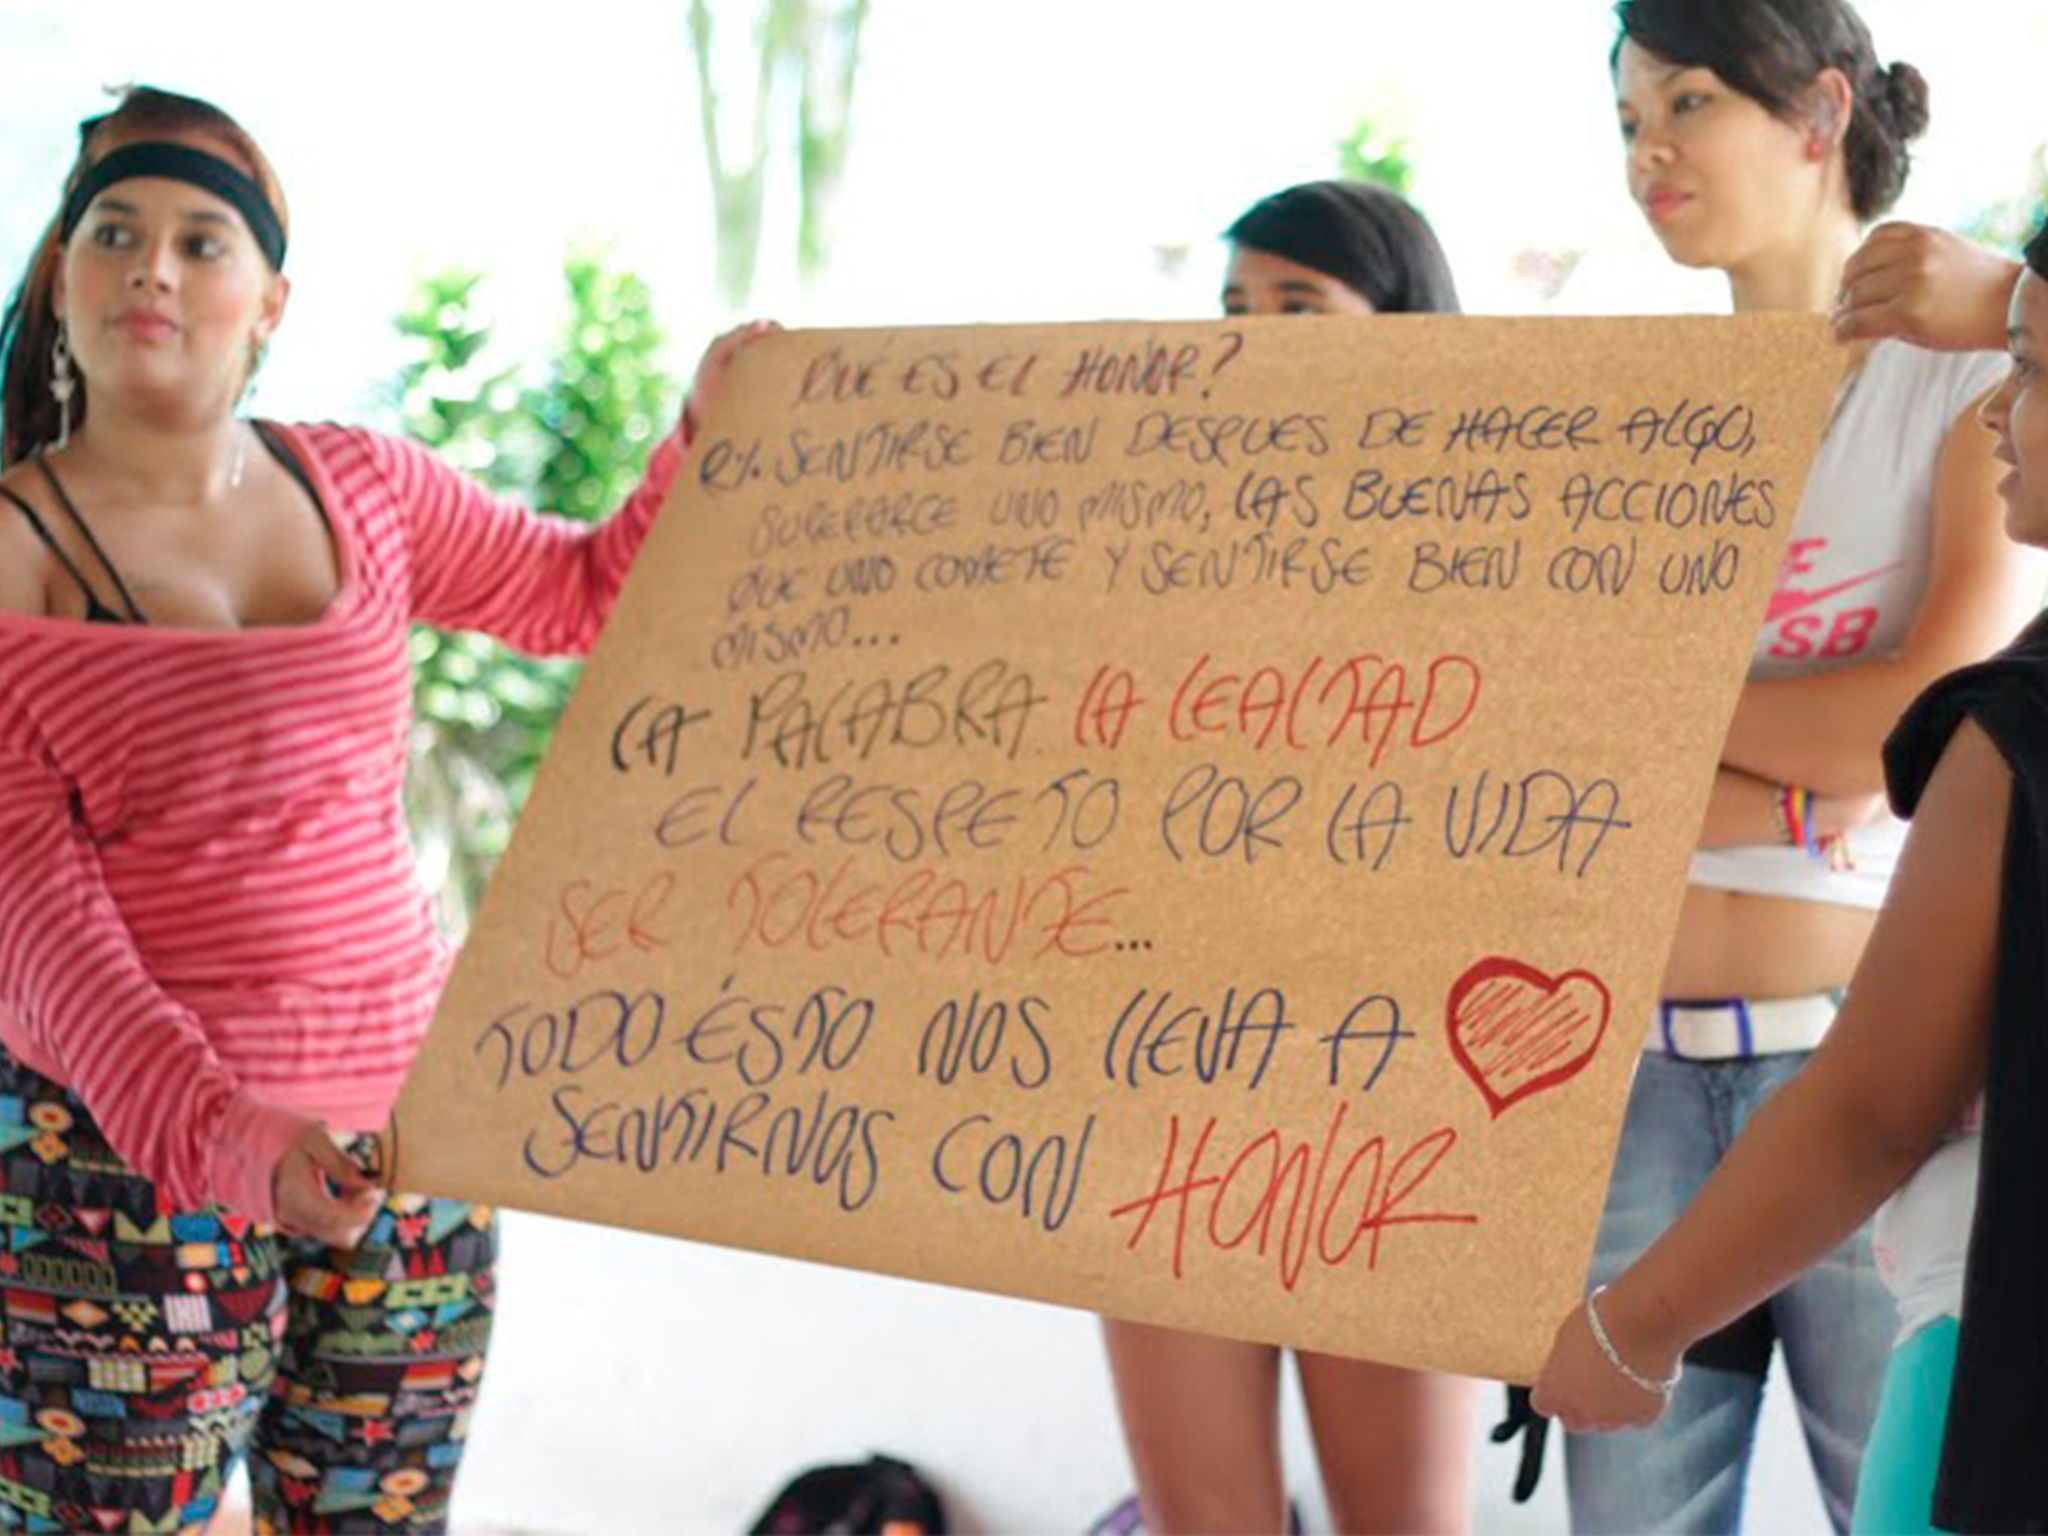 QUÉ ES EL HONOR?
R/. SENTIRSE BIEN DESPUES DE HACER ALGO,
SUPERARCE UNO MISMO, LAS BUENAS ACCIONES
QUE UNO COMETE Y SENTIRSE BIEN CON UNO
MISMO...
LA PALABRA LA LEALTAD
EL RESPETO POR LA VIDA
SER TOLERANTE...
TODO ÉSTO NOS LLEVA A
SENTIRNOS CON HONOR
SB